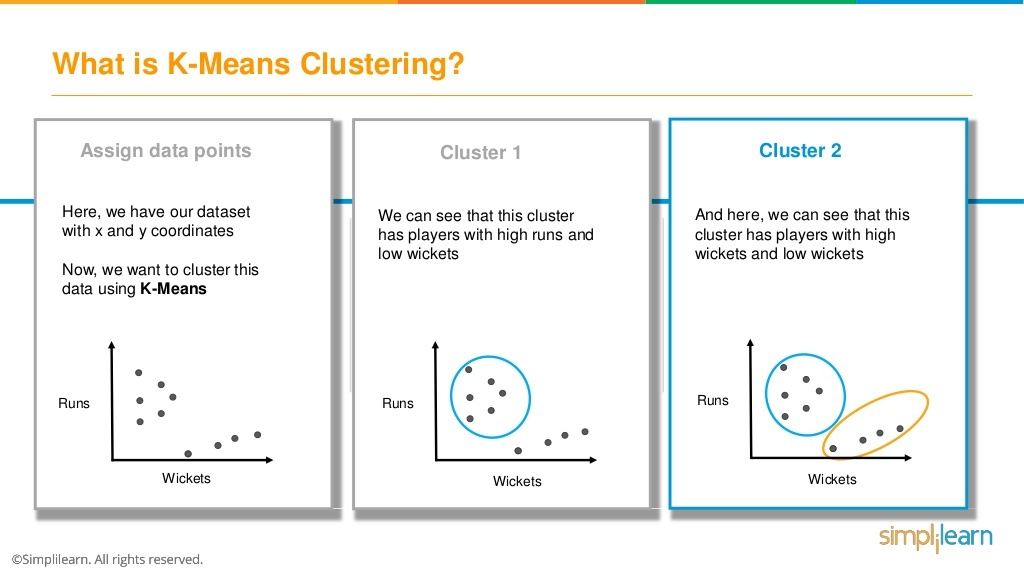 What is K-Means Clustering?
Assign data points
Here, we have our dataset
with x and y coordinates
Now, we want to cluster this
data using K-Means
Runs
Wickets
Cluster 1
We can see that this cluster
has players with high runs and
low wickets
Runs
Wickets
Cluster 2
And here, we can see that this
cluster has players with high
wickets and low wickets
Runs
Wickets
simplilearn
©Simplilearn. All rights reserved.